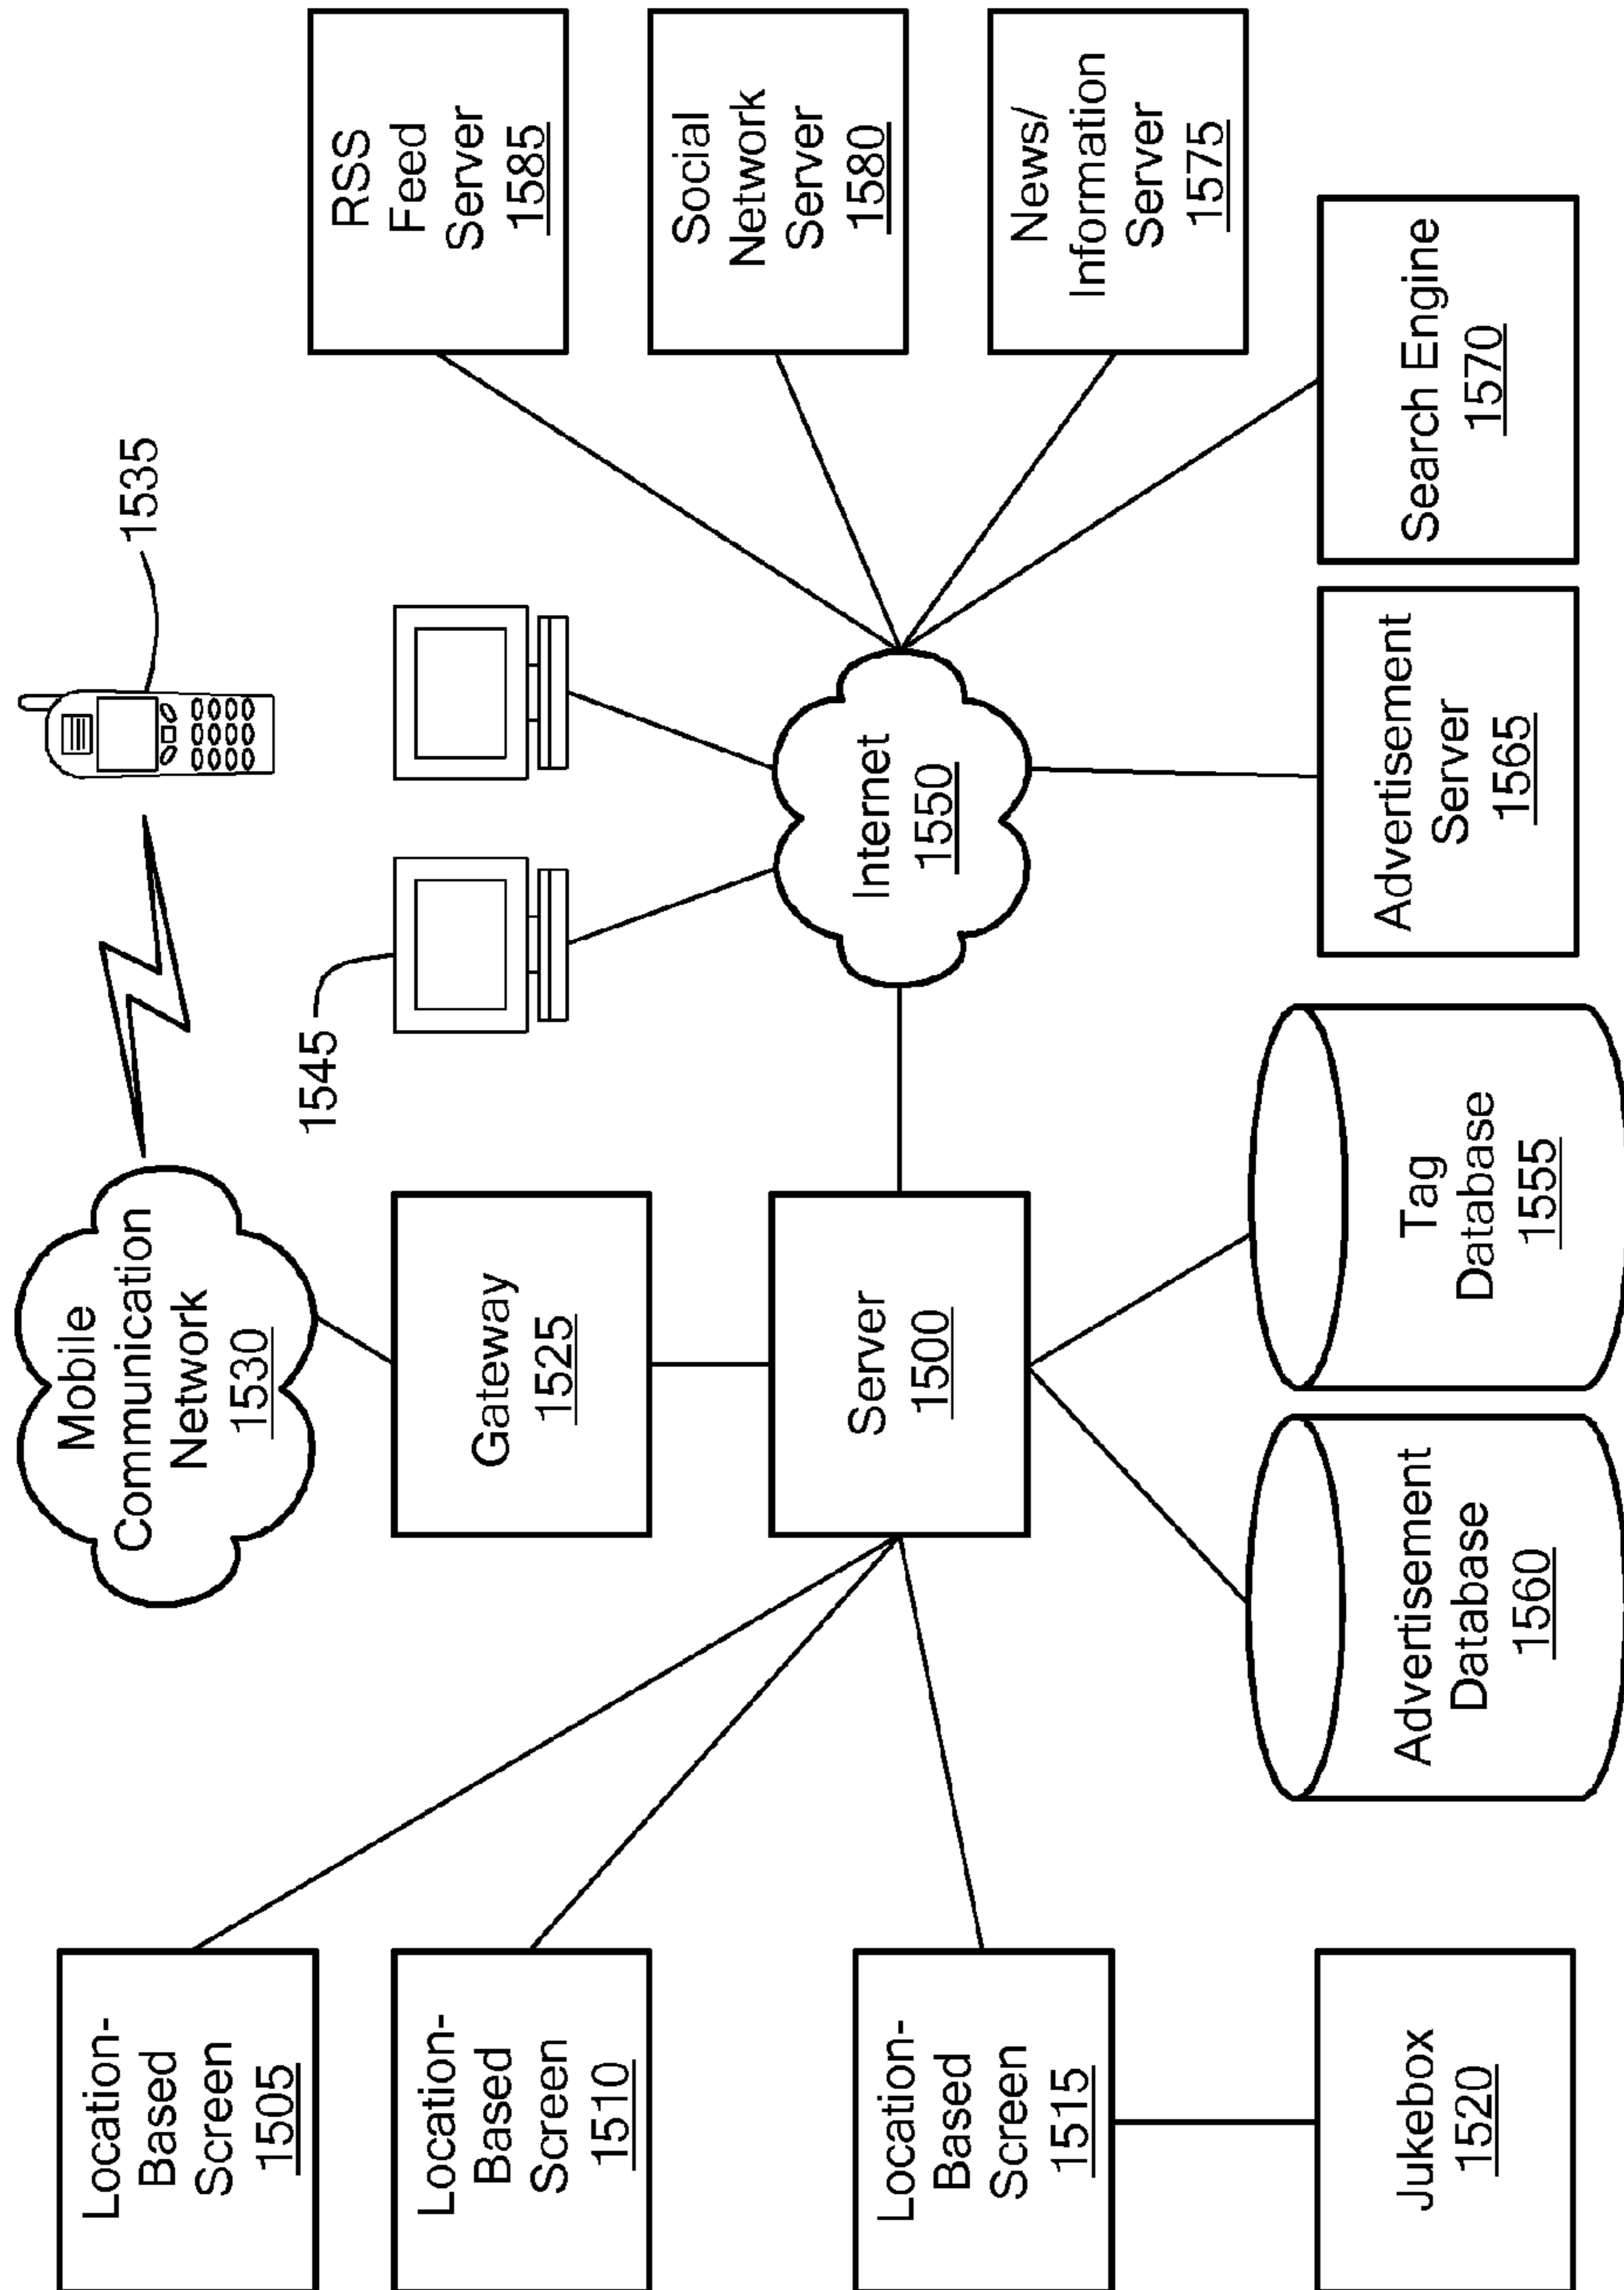 Location-
Based
Screen
1505
Location-
Based
Screen
1510
Location-
Based
Screen
1515
Jukebox
1520
Mobile
Communication
Network
1530
Gateway
1525
Server
1500
Advertisement
Database
1560
Tag
Database
1555
1535
1545
Internet
1550
Advertisement
Server
1565
RSS
Feed
Server
1585
Social
Network
Server
1580
News/
Information
Server
1575
Search Engine
1570